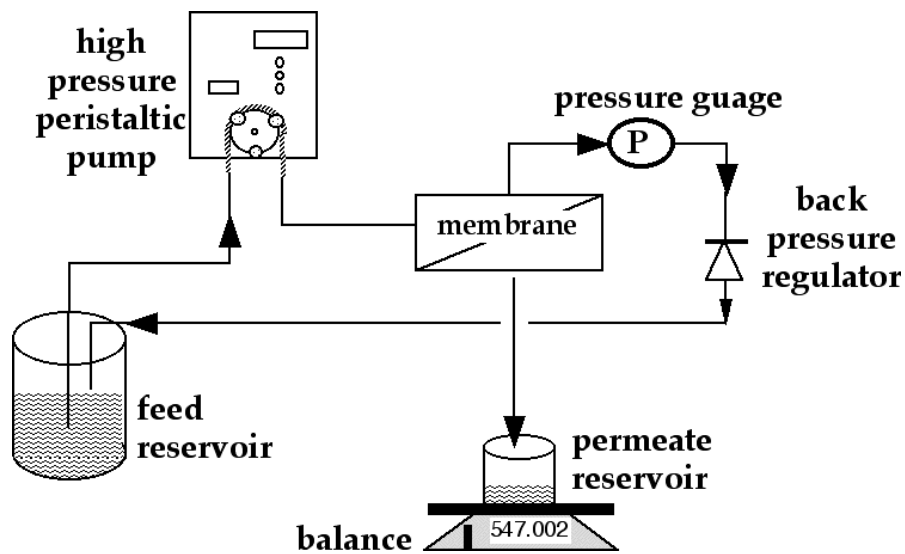 high
pressure
peristaltic
pump
pressure guage
P
membrane
back
pressure
regulator
feed
reservoir
permeate
reservoir
balance
547.002